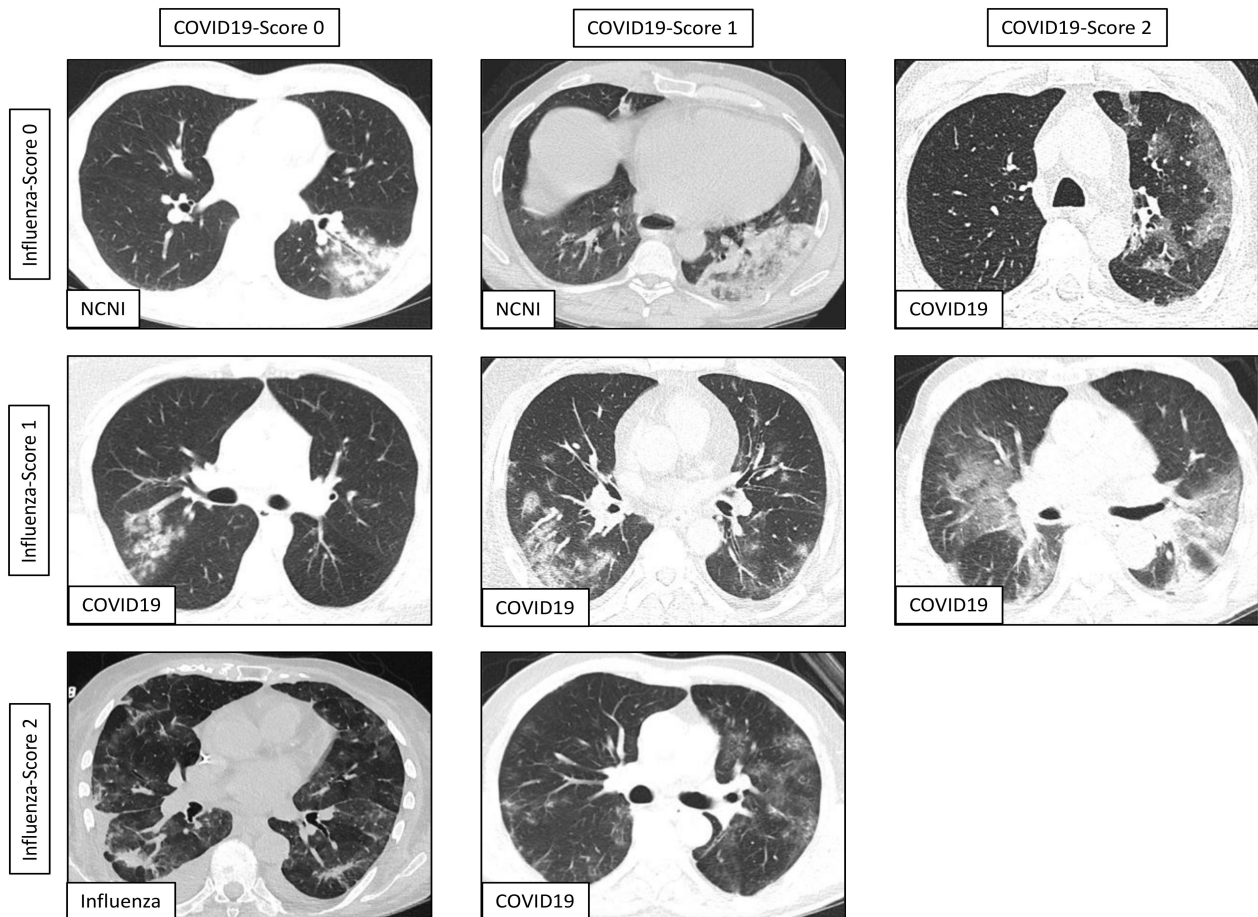 COVID19-Score 0
COVID19-Score 1
COVID19-Score 2
Influenza-Score 0
NCNI
NCNI
COVID19
Influenza-Score 1
COVID19
COVID19
COVID19
Influenza-Score 2
Influenza
COVID19